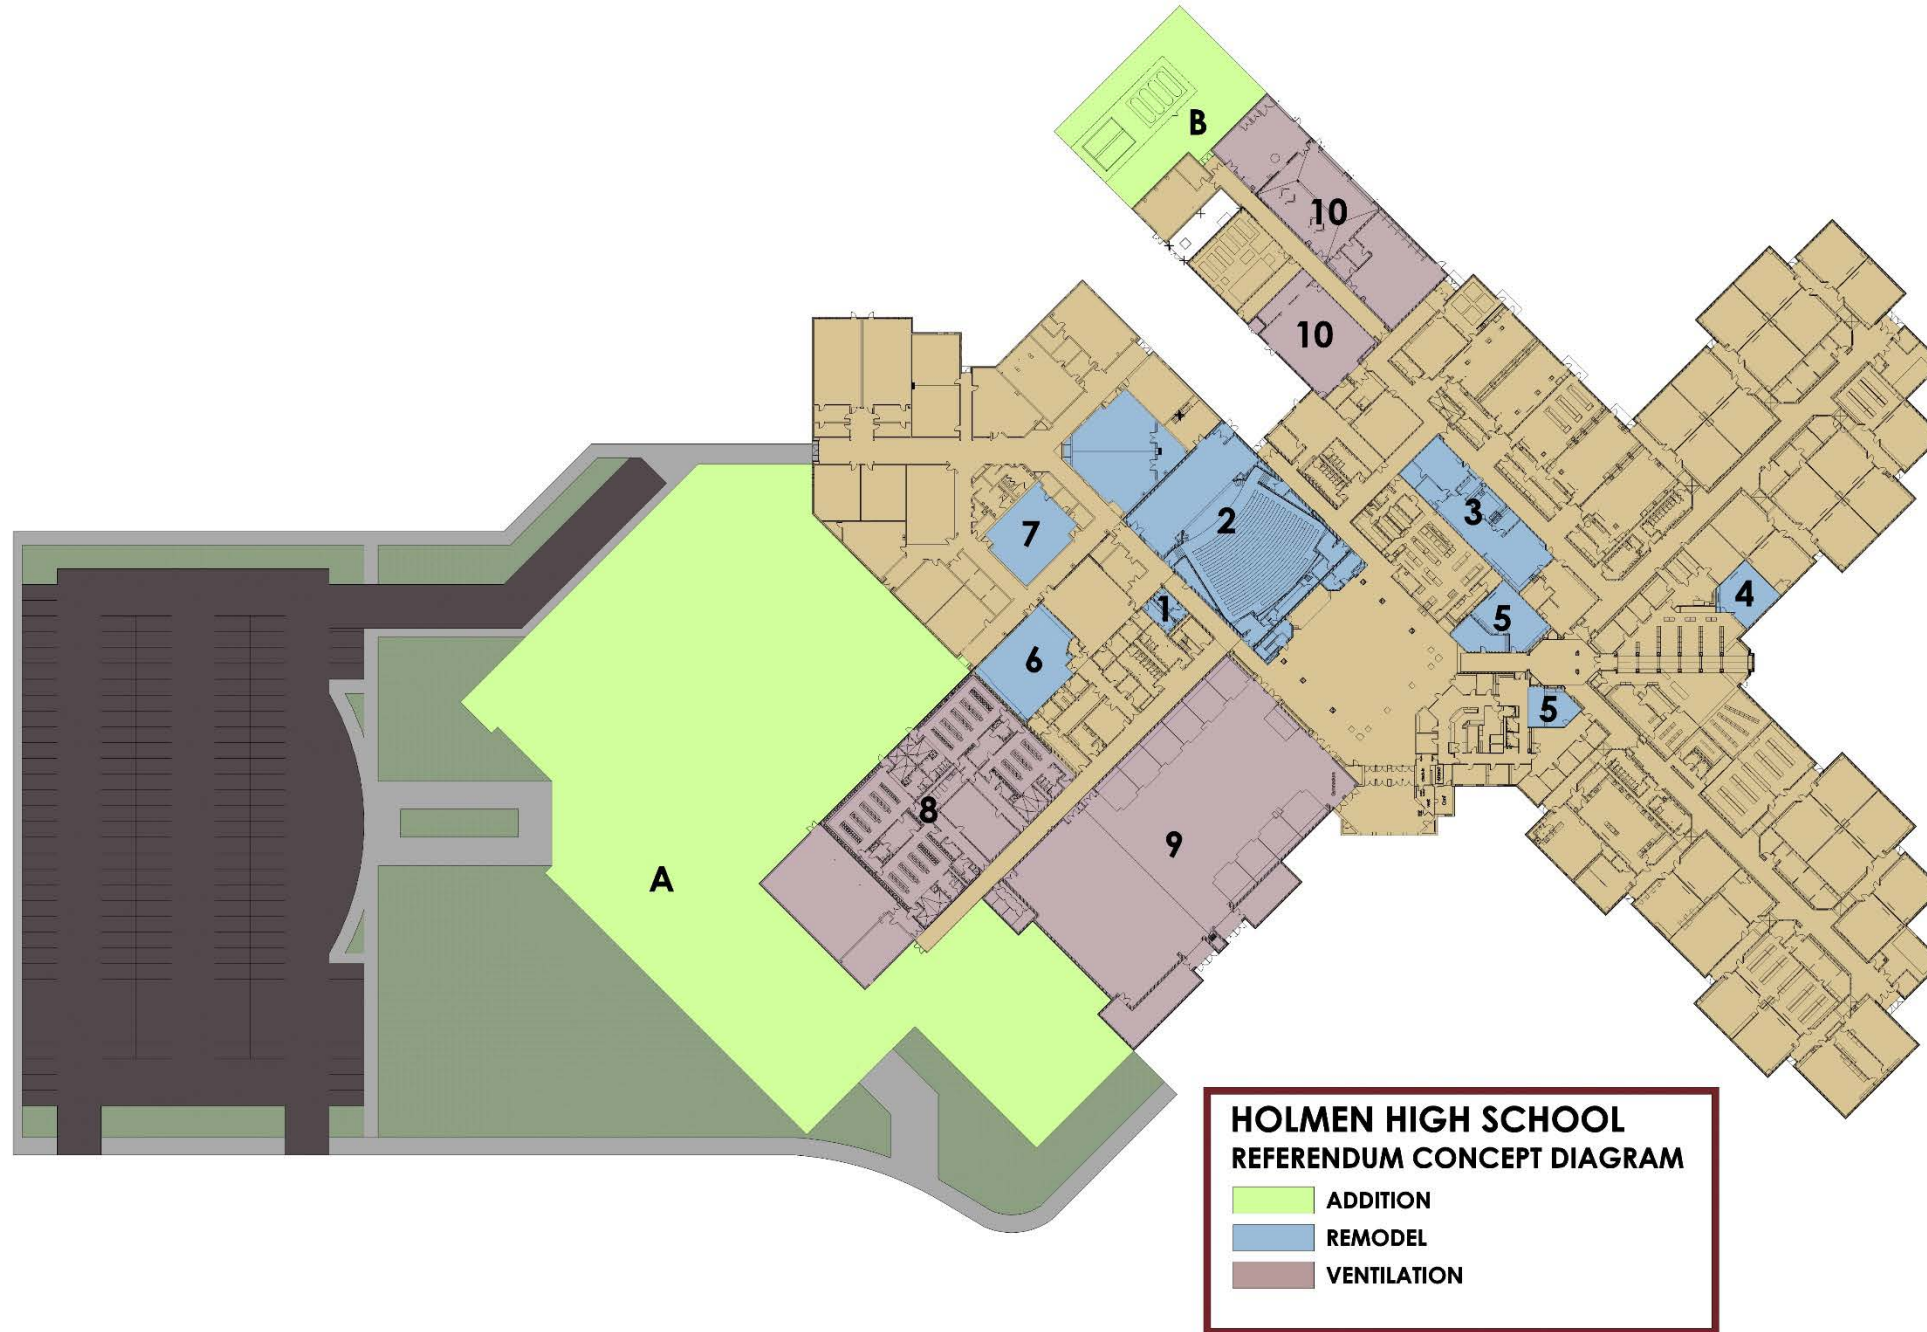 B
10
10
2
3
7
4
1
5
6
5
8
9
A
HOLMEN HIGH SCHOOL
REFERENDUM CONCEPT DIAGRAM
ADDITION
REMODEL
VENTILATION